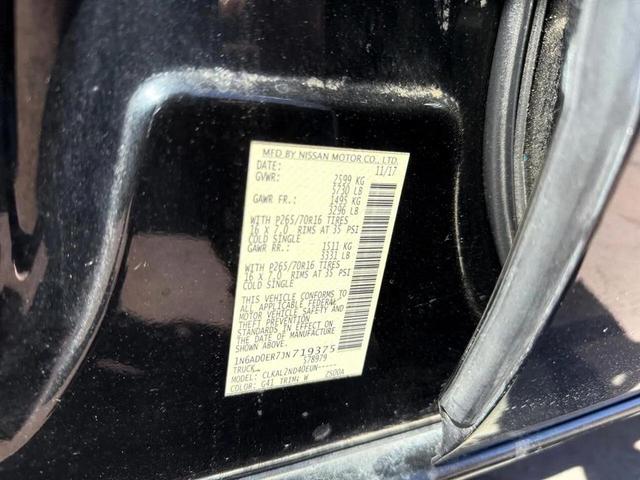 MFD BY NISSAN MOTOR CO., LTD.
DATE: 11/17
GVWR: 2599 KG
5730 LB
GAWR FR.: 1495 KG
3296 LB
WITH P265/70R16 TIRES
16 X 7.0 RIMS AT 35 PSI
COLD SINGLE
GAWR RR.: 1511 KG
3331 LB
WITH P265/70R16 TIRES
16 X 7.0 RIMS AT 35 PSI
COLD SINGLE
THIS VEHICLE CONFORMS TO
ALL APPLICABLE FEDERAL
MOTOR VEHICLE SAFETY AND
THEFT PREVENTION
STANDARDS IN EFFECT ON
THE DATE OF MANUFACTURE
1N6AD0ER7JN719375
TRUCK 578979
MODEL: CLKAL2ND40EUN-----
COLOR: G41 TRIM: W 2S00A